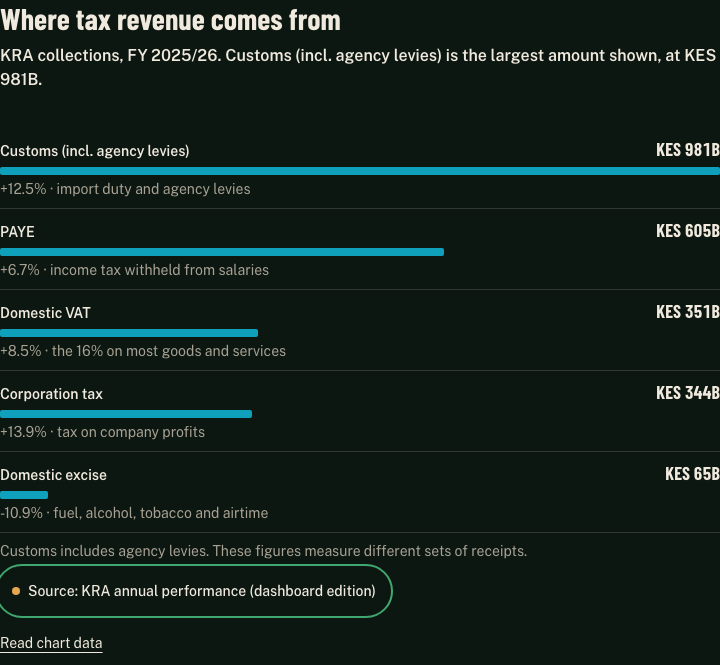 Where tax revenue comes from
KRA collections, FY 2025/26. Customs (incl. agency levies) is the largest amount shown, at KES
981B.
Customs (incl. agency levies) KES 981B
+12.5% · import duty and agency levies
PAYE KES 605B
+6.7% · income tax withheld from salaries
Domestic VAT KES 351B
+8.5% · the 16% on most goods and services
Corporation tax KES 344B
+13.9% · tax on company profits
Domestic excise KES 65B
-10.9% · fuel, alcohol, tobacco and airtime
Customs includes agency levies. These figures measure different sets of receipts.
Source: KRA annual performance (dashboard edition)
Read chart data